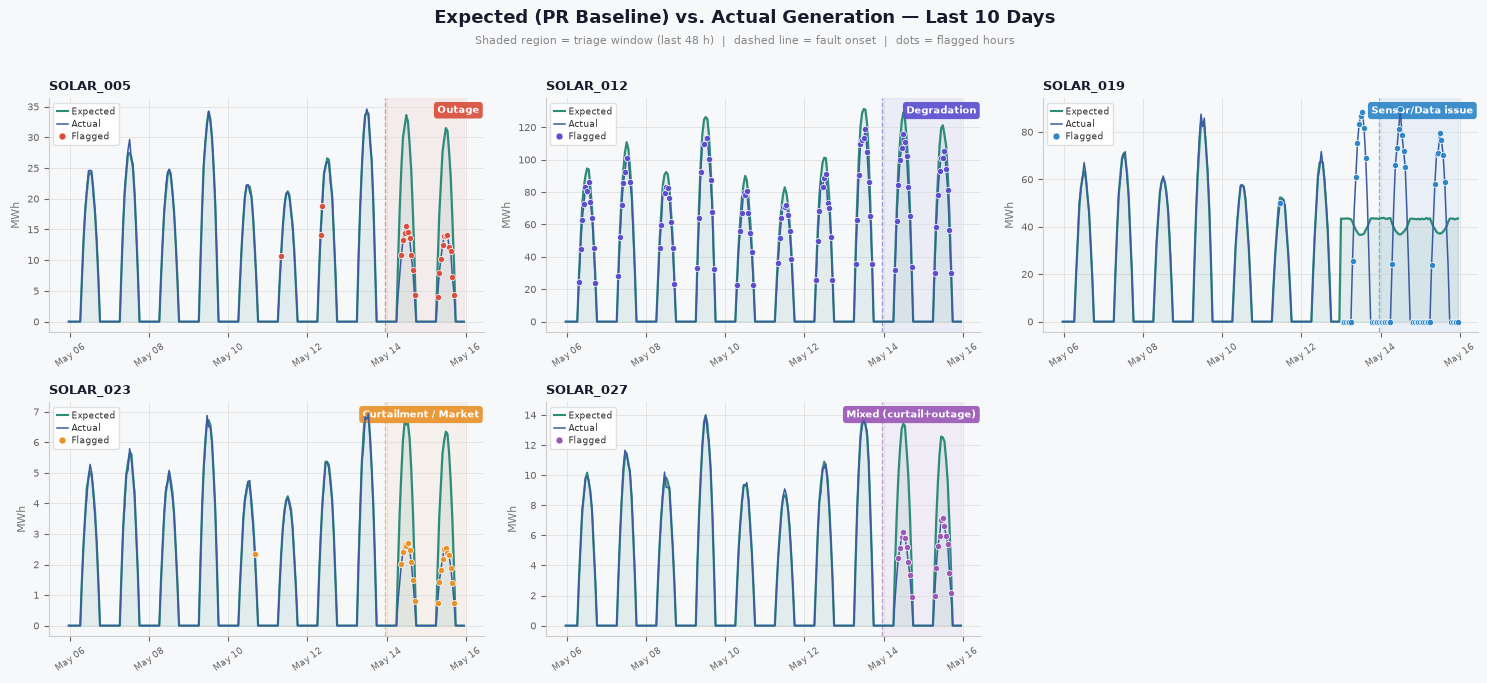 Expected (PR Baseline) vs. Actual Generation — Last 10 Days
Shaded region = triage window (last 48 h) | dashed line = fault onset | dots = flagged hours
SOLAR_005
Outage
Expected
Actual
Flagged
MWh
35
30
25
20
15
10
5
0
May 06
May 08
May 10
May 12
May 14
May 16
SOLAR_012
Degradation
Expected
Actual
Flagged
MWh
120
100
80
60
40
20
0
May 06
May 08
May 10
May 12
May 14
May 16
SOLAR_019
Sensor/Data issue
Expected
Actual
Flagged
MWh
80
60
40
20
0
May 06
May 08
May 10
May 12
May 14
May 16
SOLAR_023
Curtailment / Market
Expected
Actual
Flagged
MWh
7
6
5
4
3
2
1
0
May 06
May 08
May 10
May 12
May 14
May 16
SOLAR_027
Mixed (curtail+outage)
Expected
Actual
Flagged
MWh
14
12
10
8
6
4
2
0
May 06
May 08
May 10
May 12
May 14
May 16